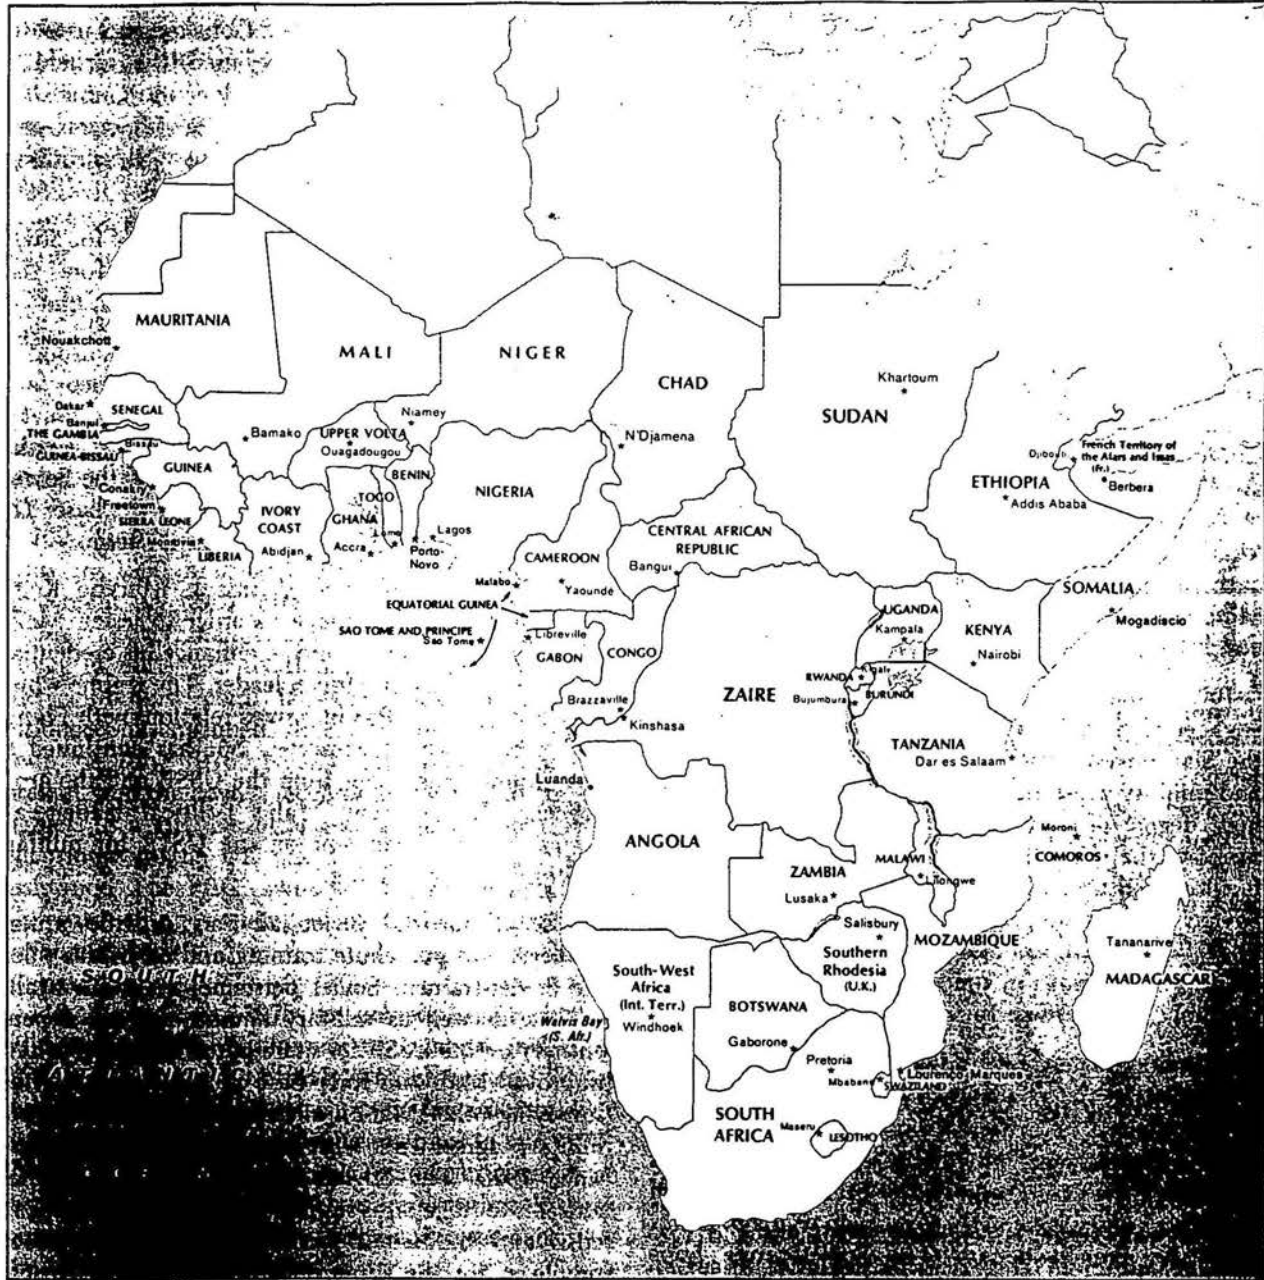 MAURITANIA
Nouakchott
MALI
NIGER
CHAD
Khartoum
SUDAN
Dakar
SENEGAL
Banjul
THE GAMBIA
Bissau
GUINEA-BISSAU
Bamako
Niamey
UPPER VOLTA
Ouagadougou
N'Djamena
Djibouti
French Territory of
the Afars and Issas
(Fr.)
Berbera
ETHIOPIA
Addis Ababa
GUINEA
Conakry
Freetown
SIERRA LEONE
Monrovia
LIBERIA
IVORY
COAST
Abidjan
BENIN
TOGO
GHANA
Lome
Accra
Porto-
Novo
NIGERIA
Lagos
CENTRAL AFRICAN
REPUBLIC
Bangui
CAMEROON
Yaounde
Malabo
EQUATORIAL GUINEA
SAO TOME AND PRINCIPE
Sao Tome
Libreville
GABON
CONGO
SOMALIA
Mogadiscio
UGANDA
Kampala
KENYA
Nairobi
ZAIRE
RWANDA
Kigali
Bujumbura
BURUNDI
Brazzaville
Kinshasa
TANZANIA
Dar es Salaam
Luanda
ANGOLA
Moroni
COMOROS
ZAMBIA
Lusaka
MALAWI
Lilongwe
Salisbury
MOZAMBIQUE
Southern
Rhodesia
(U.K.)
Tananarive
MADAGASCAR
SOUTH
ATLANTIC
South-West
Africa
(Int. Terr.)
Windhoek
Walvis Bay
(S. Afr.)
BOTSWANA
Gaborone
Pretoria
Mbabane
SWAZILAND
Lourenco Marques
SOUTH
AFRICA
Maseru
LESOTHO